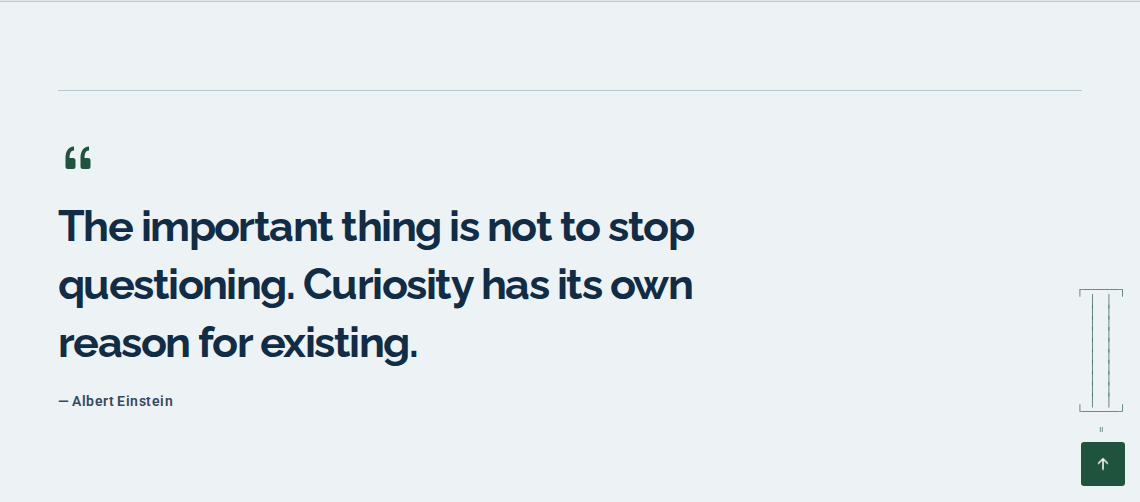 “
The important thing is not to stop
questioning. Curiosity has its own
reason for existing.
— Albert Einstein